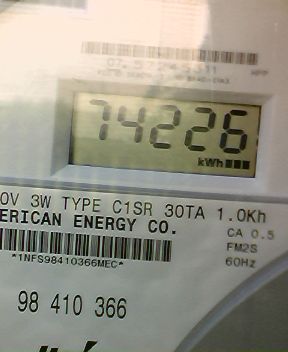 74226
kWh
0V 3W TYPE C1SR 30TA 1.0Kh
ERICAN ENERGY CO.
CA 0.5
FM2S
60Hz
*1NFS98410366MEC*
98 410 366